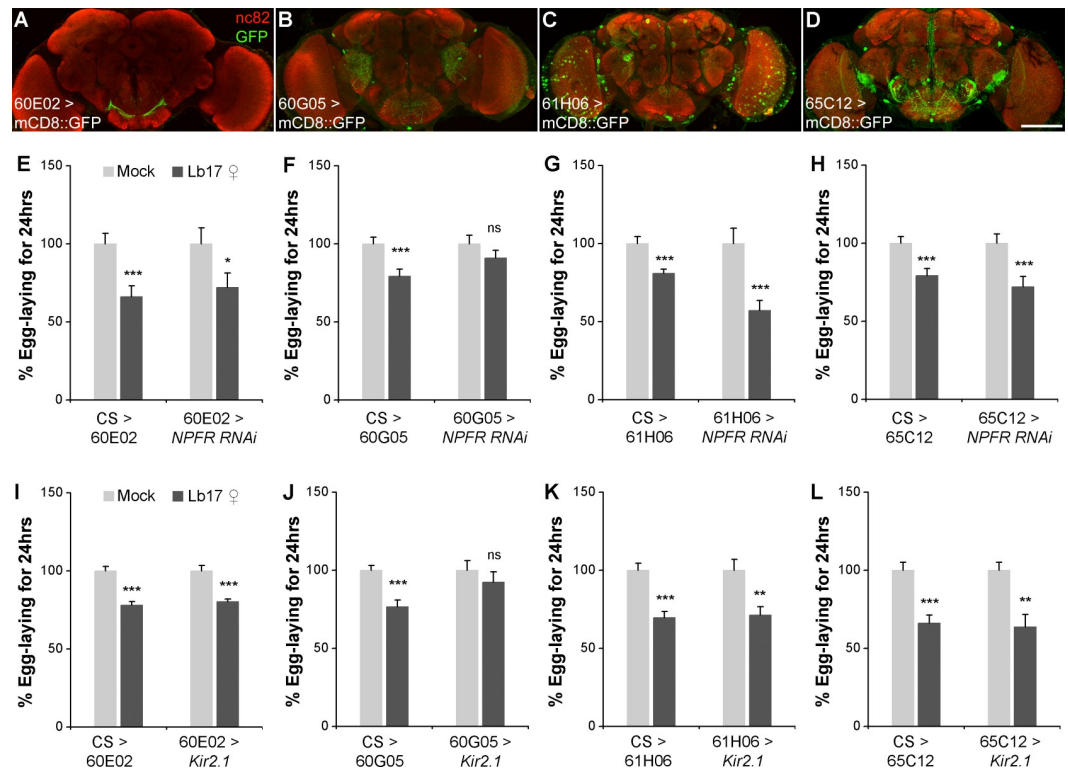 A
nc82
GFP
60E02 >
mCD8::GFP
B
60G05 >
mCD8::GFP
C
61H06 >
mCD8::GFP
D
65C12 >
mCD8::GFP
E
% Egg-laying for 24hrs
150
100
50
0
Mock
Lb17 ♀
***
*
CS >
60E02
60E02 >
NPFR RNAi
F
% Egg-laying for 24hrs
150
100
50
0
***
ns
CS >
60G05
60G05 >
NPFR RNAi
G
% Egg-laying for 24hrs
150
100
50
0
***
***
CS >
61H06
61H06 >
NPFR RNAi
H
% Egg-laying for 24hrs
150
100
50
0
***
***
CS >
65C12
65C12 >
NPFR RNAi
I
% Egg-laying for 24hrs
150
100
50
0
Mock
Lb17 ♀
***
***
CS >
60E02
60E02 >
Kir2.1
J
% Egg-laying for 24hrs
150
100
50
0
***
ns
CS >
60G05
60G05 >
Kir2.1
K
% Egg-laying for 24hrs
150
100
50
0
***
**
CS >
61H06
61H06 >
Kir2.1
L
% Egg-laying for 24hrs
150
100
50
0
***
**
CS >
65C12
65C12 >
Kir2.1